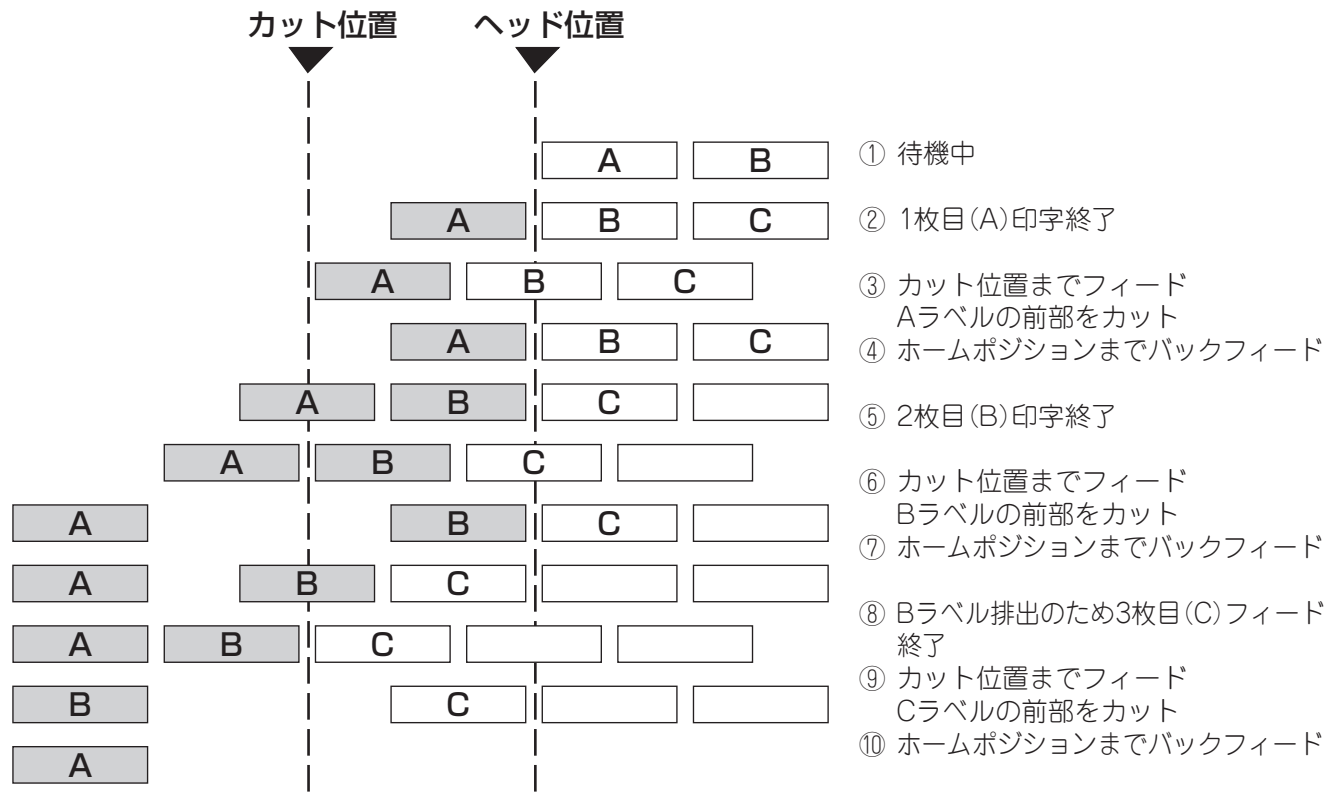 カット位置 ヘッド位置
A B ① 待機中
A B C ② 1枚目(A)印字終了
A B C ③ カット位置までフィード
Aラベルの前部をカット
A B C ④ ホームポジションまでバックフィード
A B C ⑤ 2枚目(B)印字終了
A B C ⑥ カット位置までフィード
Bラベルの前部をカット
A B C ⑦ ホームポジションまでバックフィード
A B C ⑧ Bラベル排出のため3枚目(C)フィード
終了
A B C ⑨ カット位置までフィード
Cラベルの前部をカット
B C ⑩ ホームポジションまでバックフィード
A